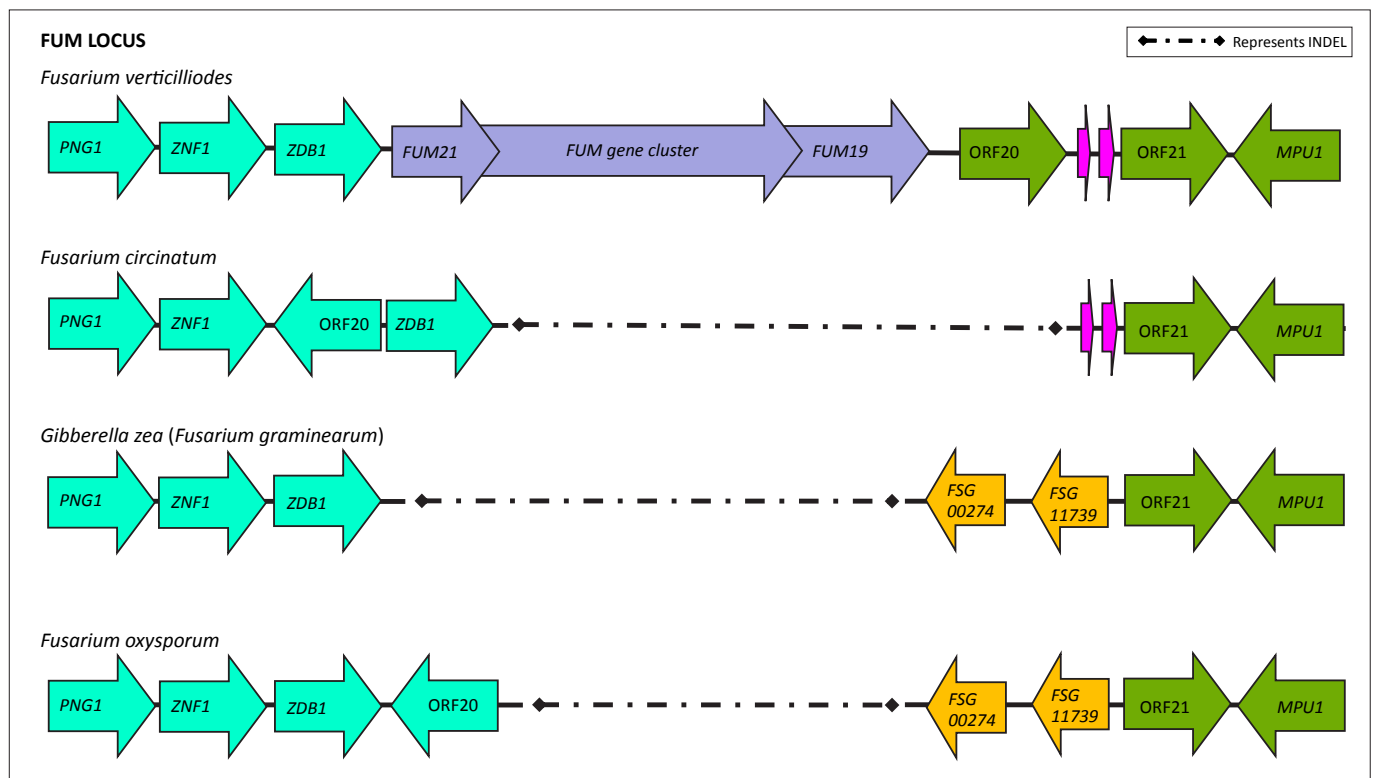 FUM LOCUS
Represents INDEL
Fusarium verticilliodes
PNG1 ZNF1 ZDB1 FUM21 FUM gene cluster FUM19 ORF20 ORF21 MPU1
Fusarium circinatum
PNG1 ZNF1 ORF20 ZDB1 ORF21 MPU1
Gibberella zea (Fusarium graminearum)
PNG1 ZNF1 ZDB1 FSG 00274 FSG 11739 ORF21 MPU1
Fusarium oxysporum
PNG1 ZNF1 ZDB1 ORF20 FSG 00274 FSG 11739 ORF21 MPU1